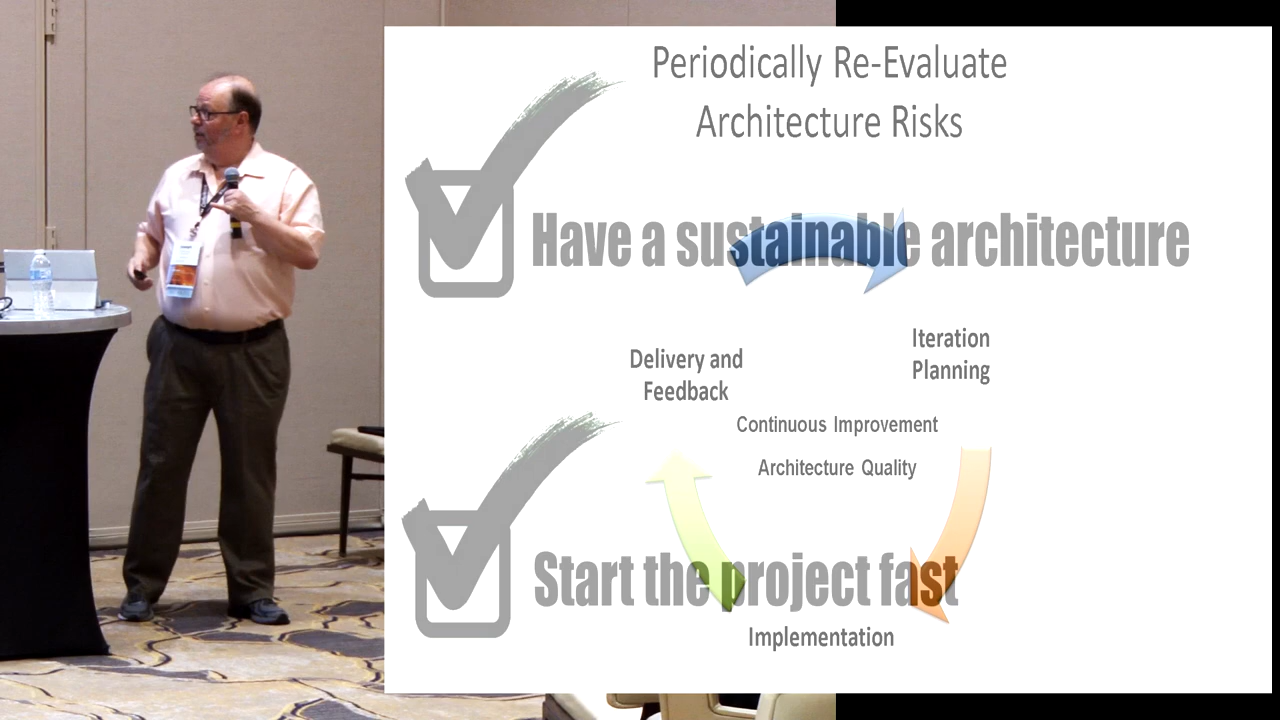 Periodically Re-Evaluate
Architecture Risks
Have a sustainable architecture
Iteration
Planning
Delivery and
Feedback
Continuous Improvement
Architecture Quality
Start the project fast
Implementation